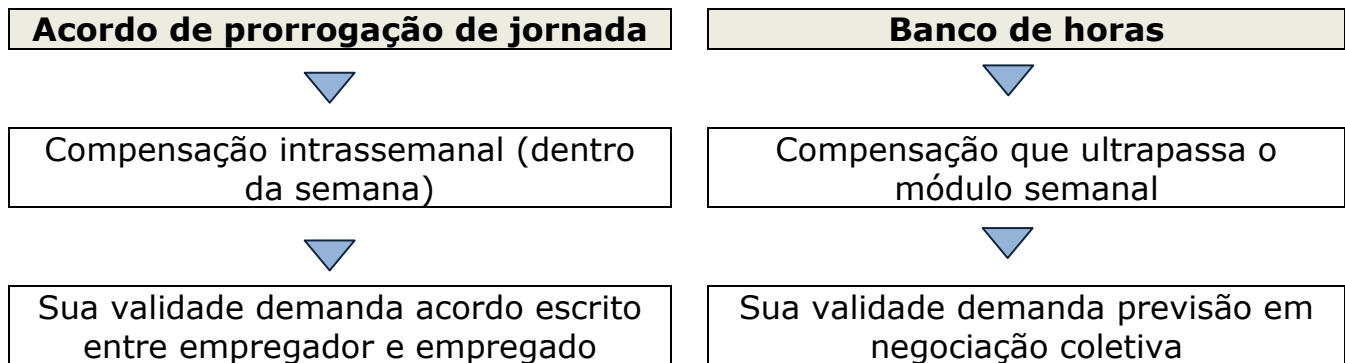 Acordo de prorrogação de jornada
Compensação intrassemanal (dentro
da semana)
Sua validade demanda acordo escrito
entre empregador e empregado
Banco de horas
Compensação que ultrapassa o
módulo semanal
Sua validade demanda previsão em
negociação coletiva